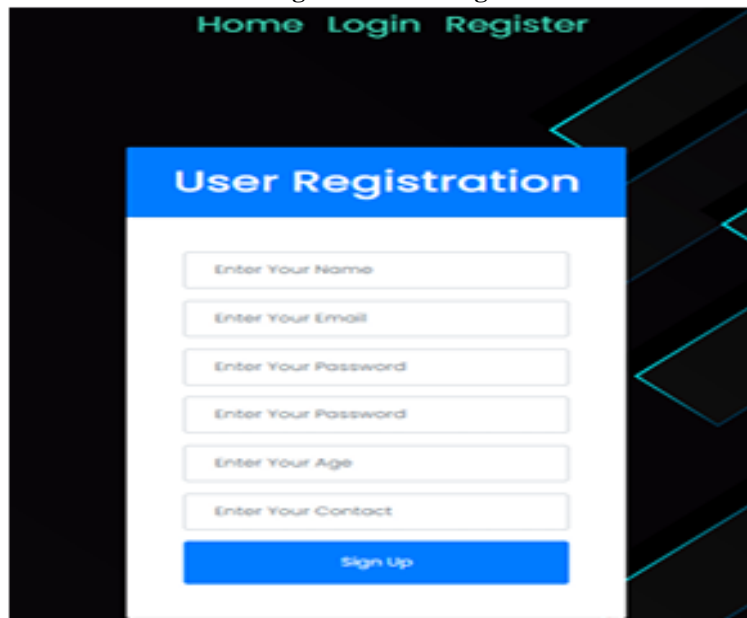 Home Login Register
User Registration
Enter Your Name
Enter Your Email
Enter Your Password
Enter Your Password
Enter Your Age
Enter Your Contact
Sign Up